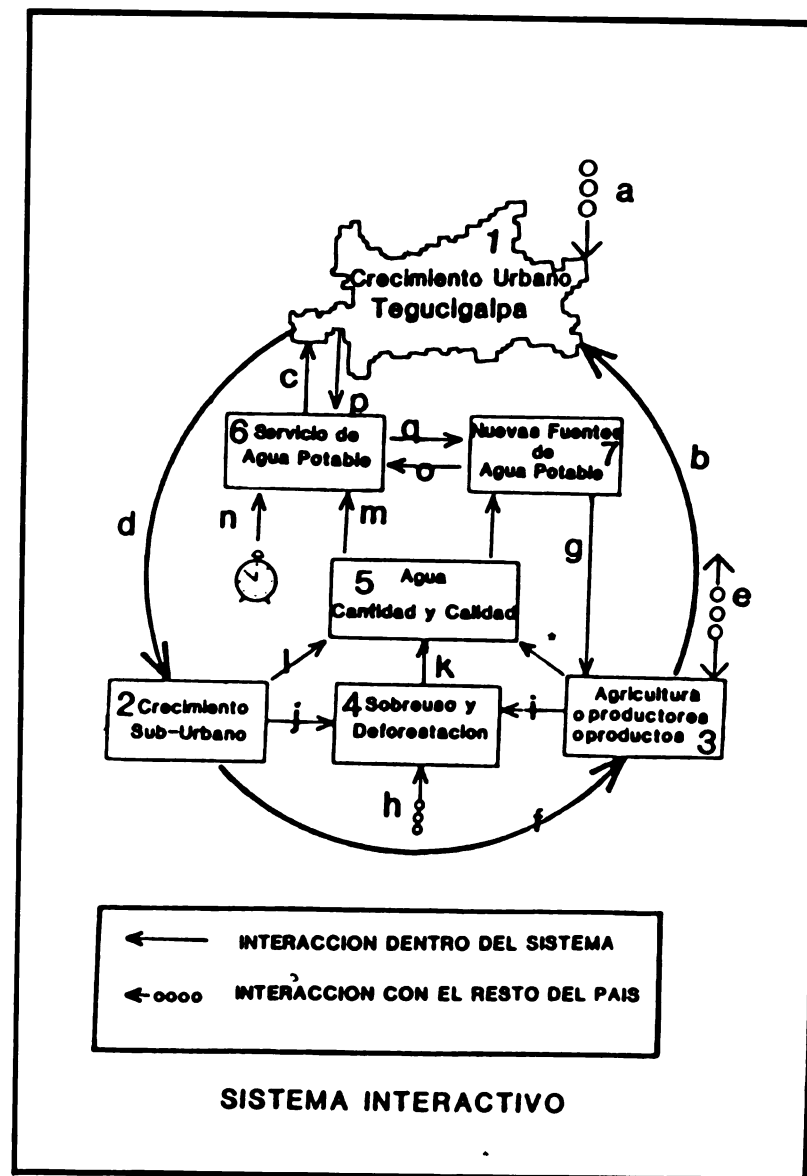 a
1
Crecimiento Urbano
Tegucigalpa
c
p
6 Servicio de
Agua Potable
q
o
Nuevas Fuentes
de
Agua Potable 7
b
d
n
m
g
e
5 Agua
Cantidad y Calidad
l
k
2 Crecimiento
Sub-Urbano
j
4 Sobreuso y
Deforestacion
i
Agricultura
o productores
o productos 3
h
f
INTERACCION DENTRO DEL SISTEMA
INTERACCION CON EL RESTO DEL PAIS
SISTEMA INTERACTIVO